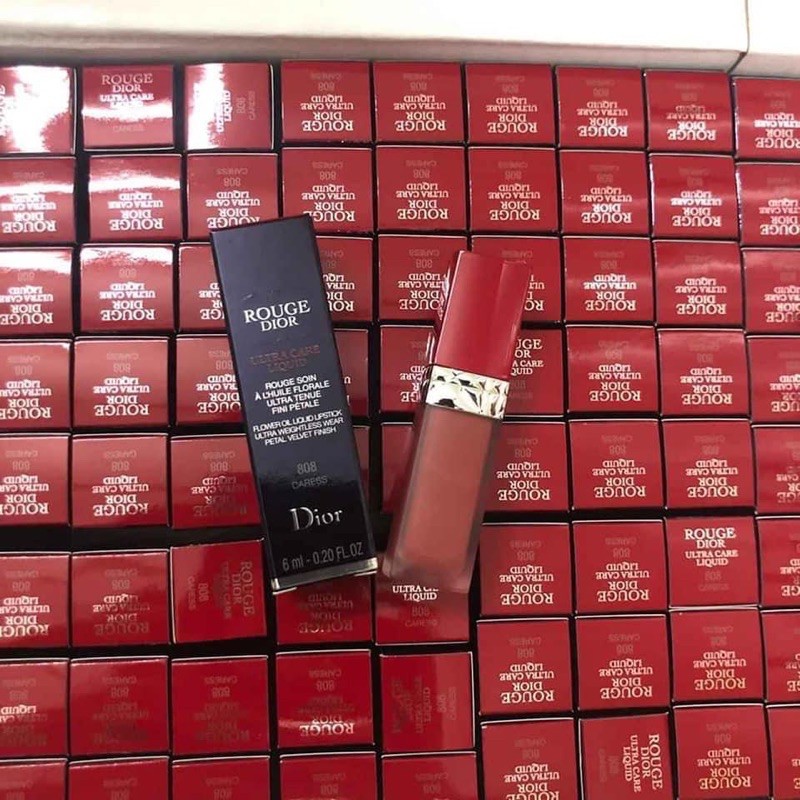 ROUGE
DIOR
ULTRA CARE
LIQUID
ROUGE SOIN
À L'HUILE FLORALE
ULTRA TENUE
FINI PÉTALE
FLOWER OIL LIQUID LIPSTICK
ULTRA WEIGHTLESS WEAR
PETAL VELVET FINISH
808
CARESS
Dior
6 ml - 0.20 FL.OZ
ROUGE
DIOR
ULTRA CARE
LIQUID
808
CARESS